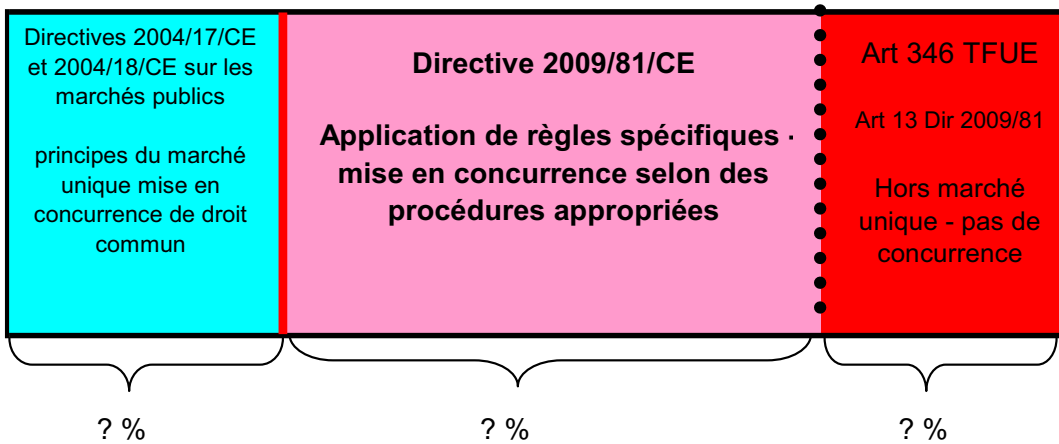 Directives 2004/17/CE
et 2004/18/CE sur les
marchés publics
principes du marché
unique mise en
concurrence de droit
commun
Directive 2009/81/CE
Application de règles spécifiques -
mise en concurrence selon des
procédures appropriées
Art 346 TFUE
Art 13 Dir 2009/81
Hors marché
unique - pas de
concurrence
? %
? %
? %